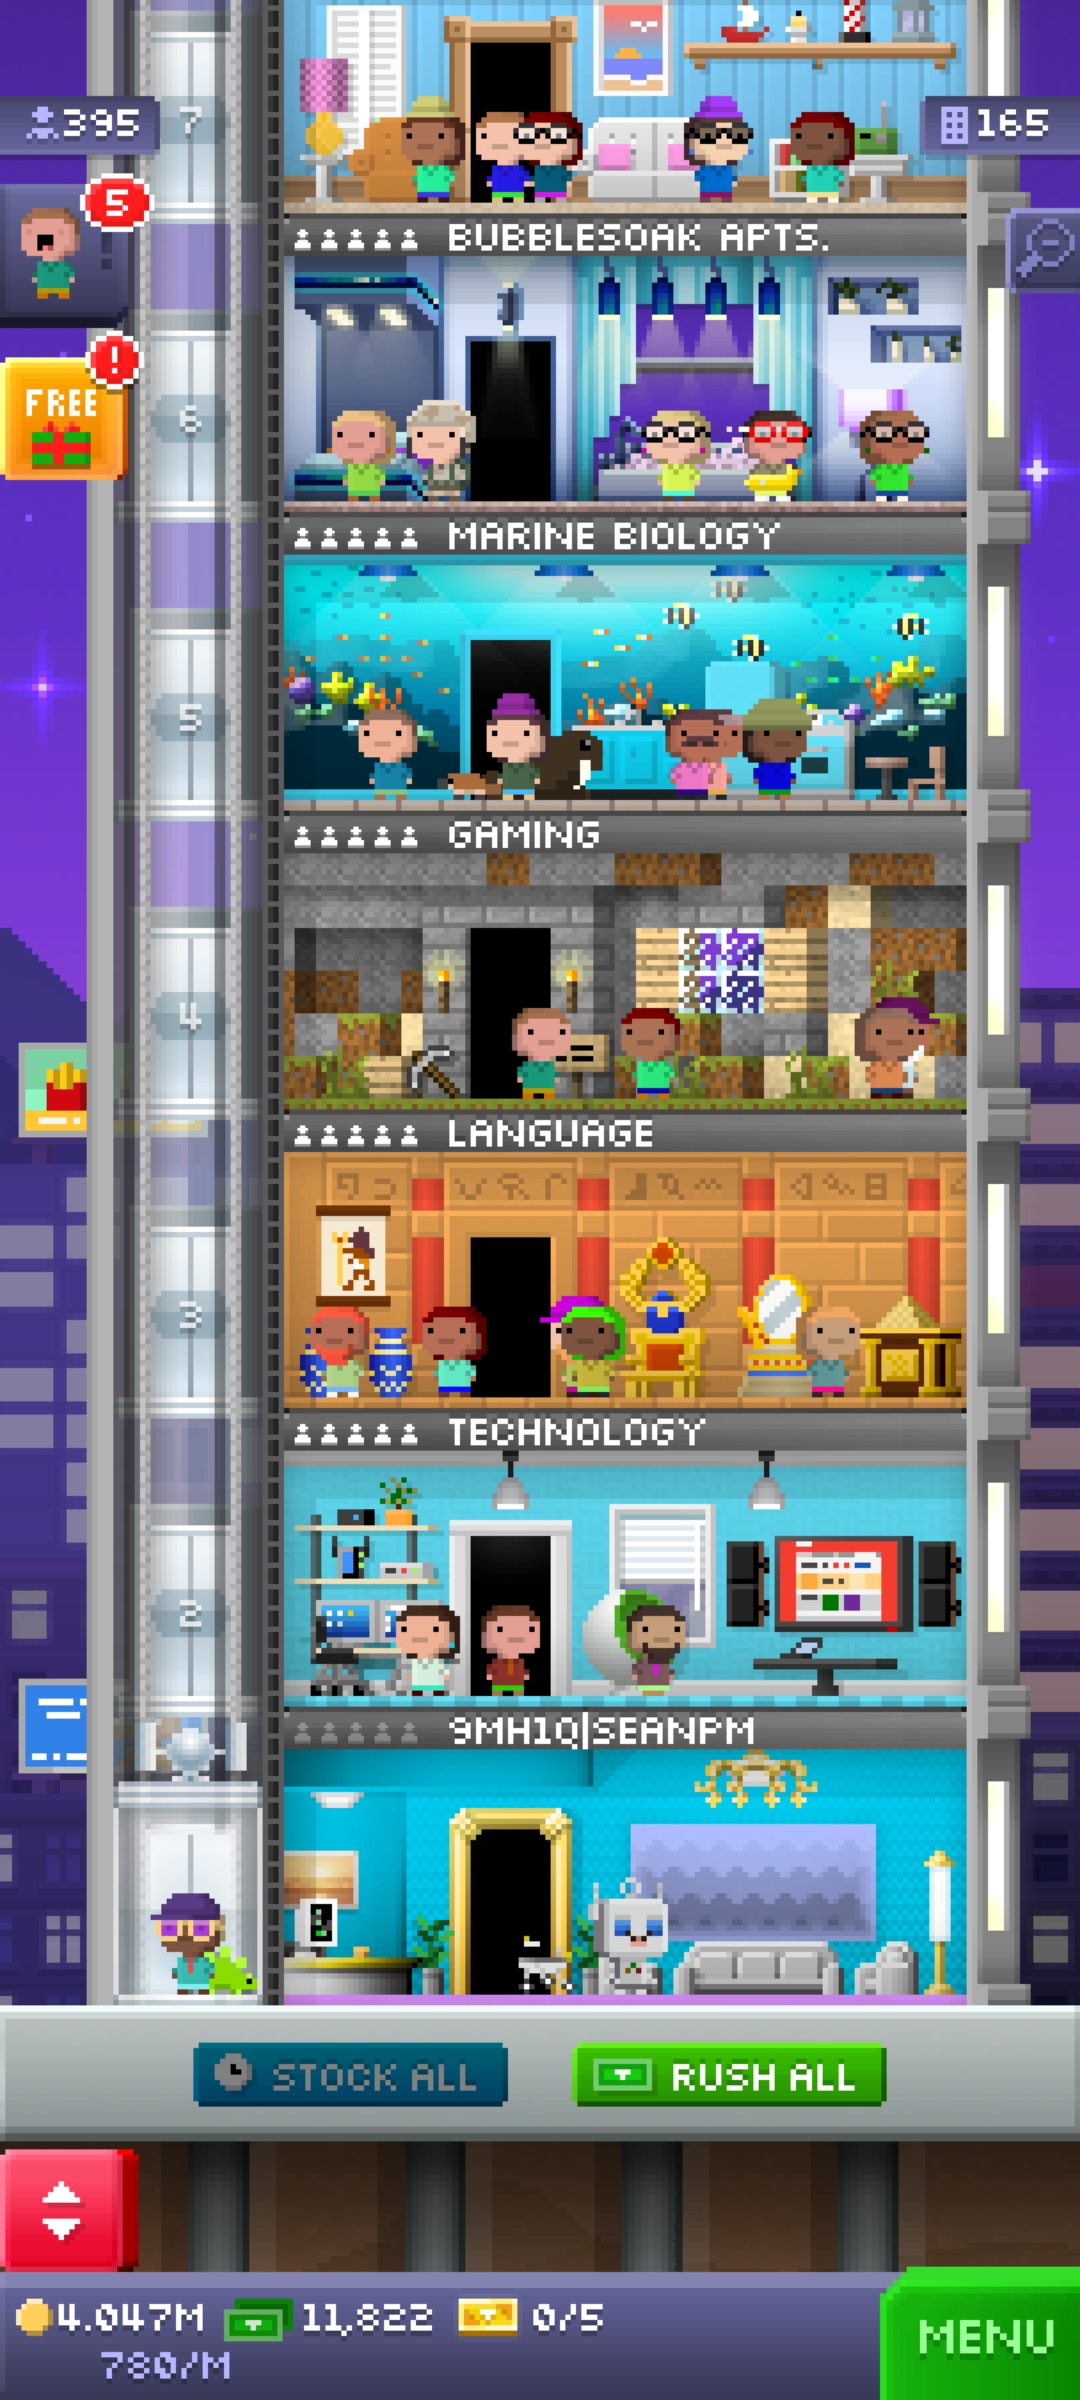 7
395
165
5
BUBBLESOAK APTS.
FREE
!
6
MARINE BIOLOGY
5
GAMING
4
LANGUAGE
3
TECHNOLOGY
2
9MH1Q|SEANPM
STOCK ALL
RUSH ALL
4.047M
11,822
0/5
780/M
MENU